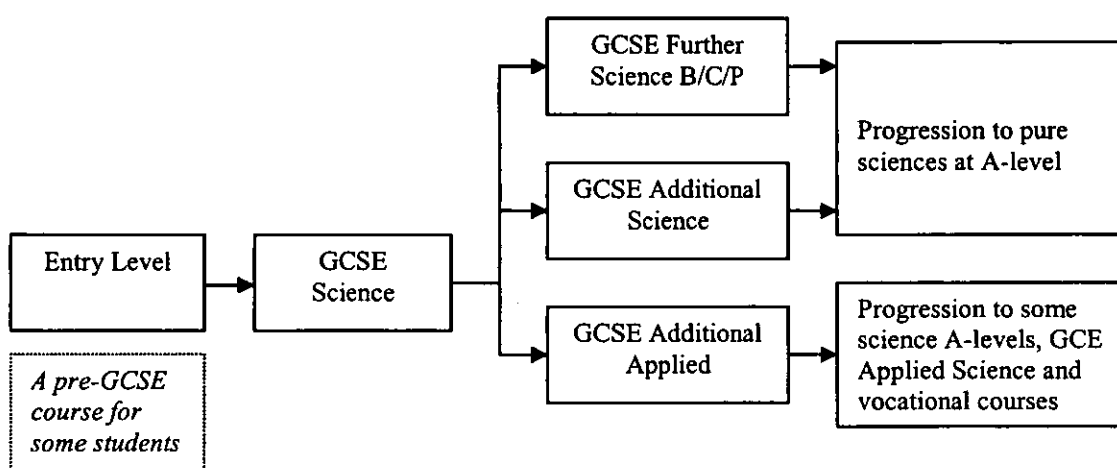 GCSE Further
Science B/C/P
Progression to pure
sciences at A-level
GCSE Additional
Science
Entry Level
GCSE
Science
GCSE Additional
Applied
Progression to some
science A-levels, GCE
Applied Science and
vocational courses
A pre-GCSE
course for
some students